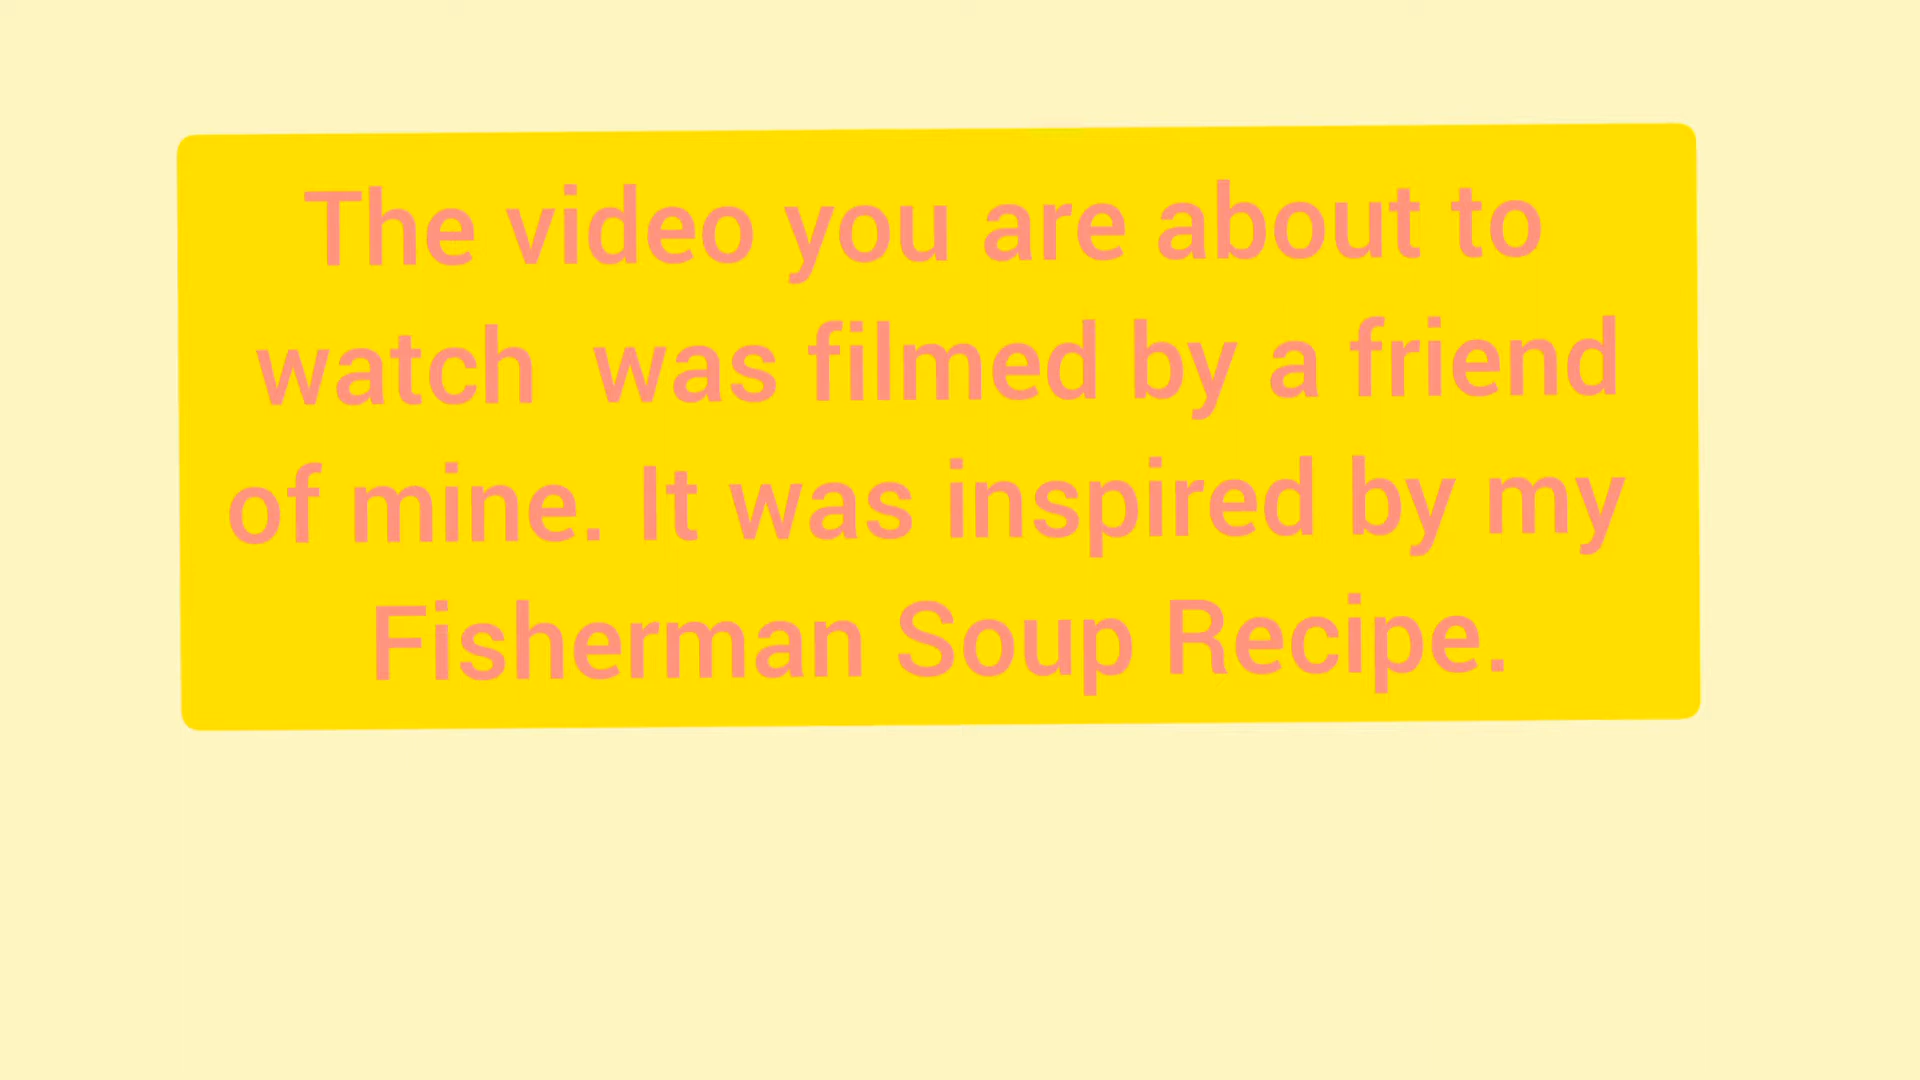 The video you are about to
watch  was filmed by a friend
of mine. It was inspired by my
Fisherman Soup Recipe.